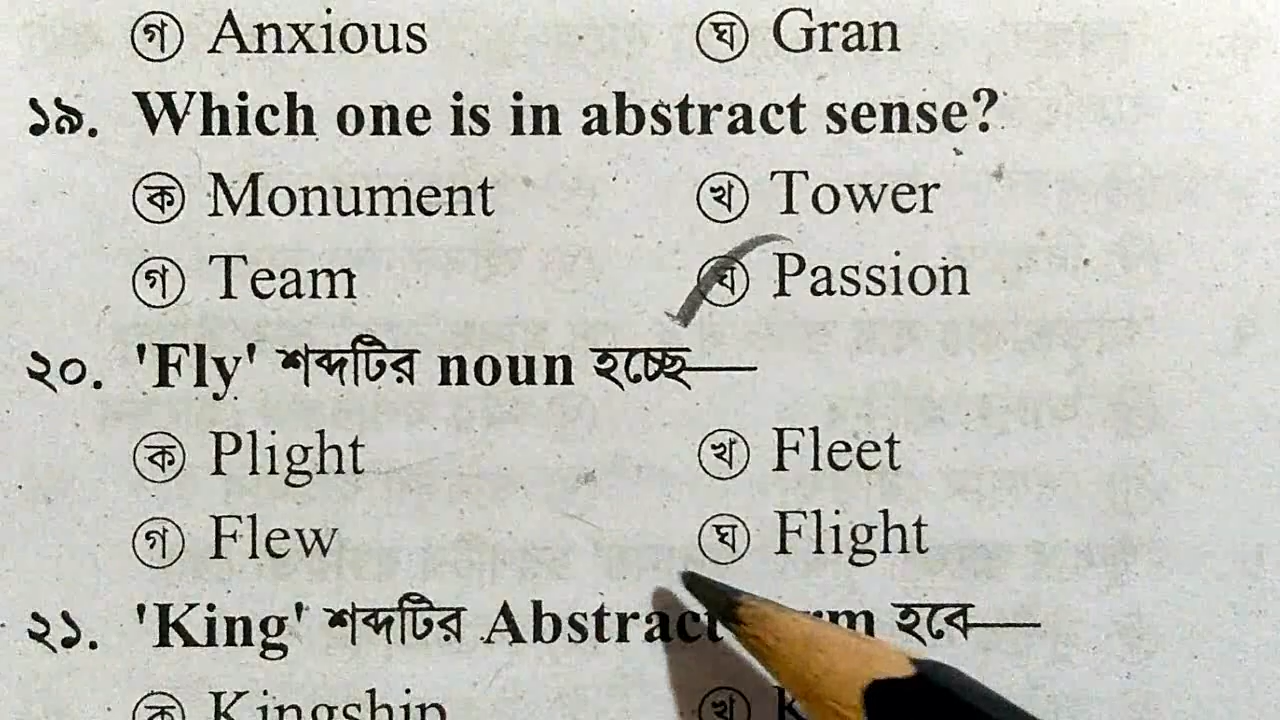 গ Anxious ঘ Gran
১৯. Which one is in abstract sense?
ক Monument খ Tower
গ Team ঘ Passion
২০. 'Fly' শব্দটির noun হচ্ছে—
ক Plight খ Fleet
গ Flew ঘ Flight
২১. 'King' শব্দটির Abstract হবে—
ক Kingship খ